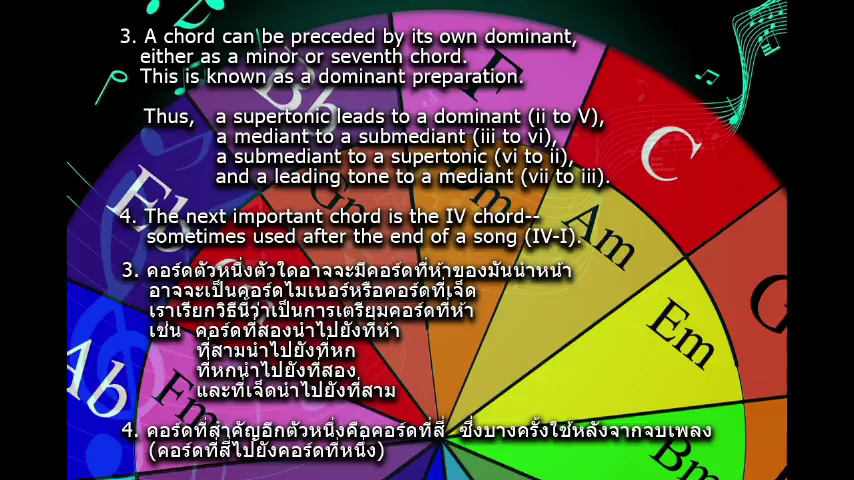 3. A chord can be preceded by its own dominant,
either as a minor or seventh chord.
This is known as a dominant preparation.
Thus, a supertonic leads to a dominant (ii to V),
a mediant to a submediant (iii to vi),
a submediant to a supertonic (vi to ii),
and a leading tone to a mediant (vii to iii).
4. The next important chord is the IV chord--
sometimes used after the end of a song (IV-I).
3. คอร์ดตัวหนึ่งตัวใดอาจจะมีคอร์ดที่ห้าของมันนำหน้า
อาจจะเป็นคอร์ดไมเนอร์หรือคอร์ดที่เจ็ด
เราเรียกวิธีนี้ว่าเป็นการเตรียมคอร์ดที่ห้า
เช่น คอร์ดที่สองนำไปยังที่ห้า
ที่สามนำไปยังที่หก
ที่หกนำไปยังที่สอง
และที่เจ็ดนำไปยังที่สาม
4. คอร์ดที่สำคัญอีกตัวหนึ่งคือคอร์ดที่สี่ ซึ่งบางครั้งใช้หลังจากจบเพลง
(คอร์ดที่สี่ไปยังคอร์ดที่หนึ่ง)
Bb
F
C
G
Eb
Ab
Fm
Gm
Dm
Am
Em
Bm